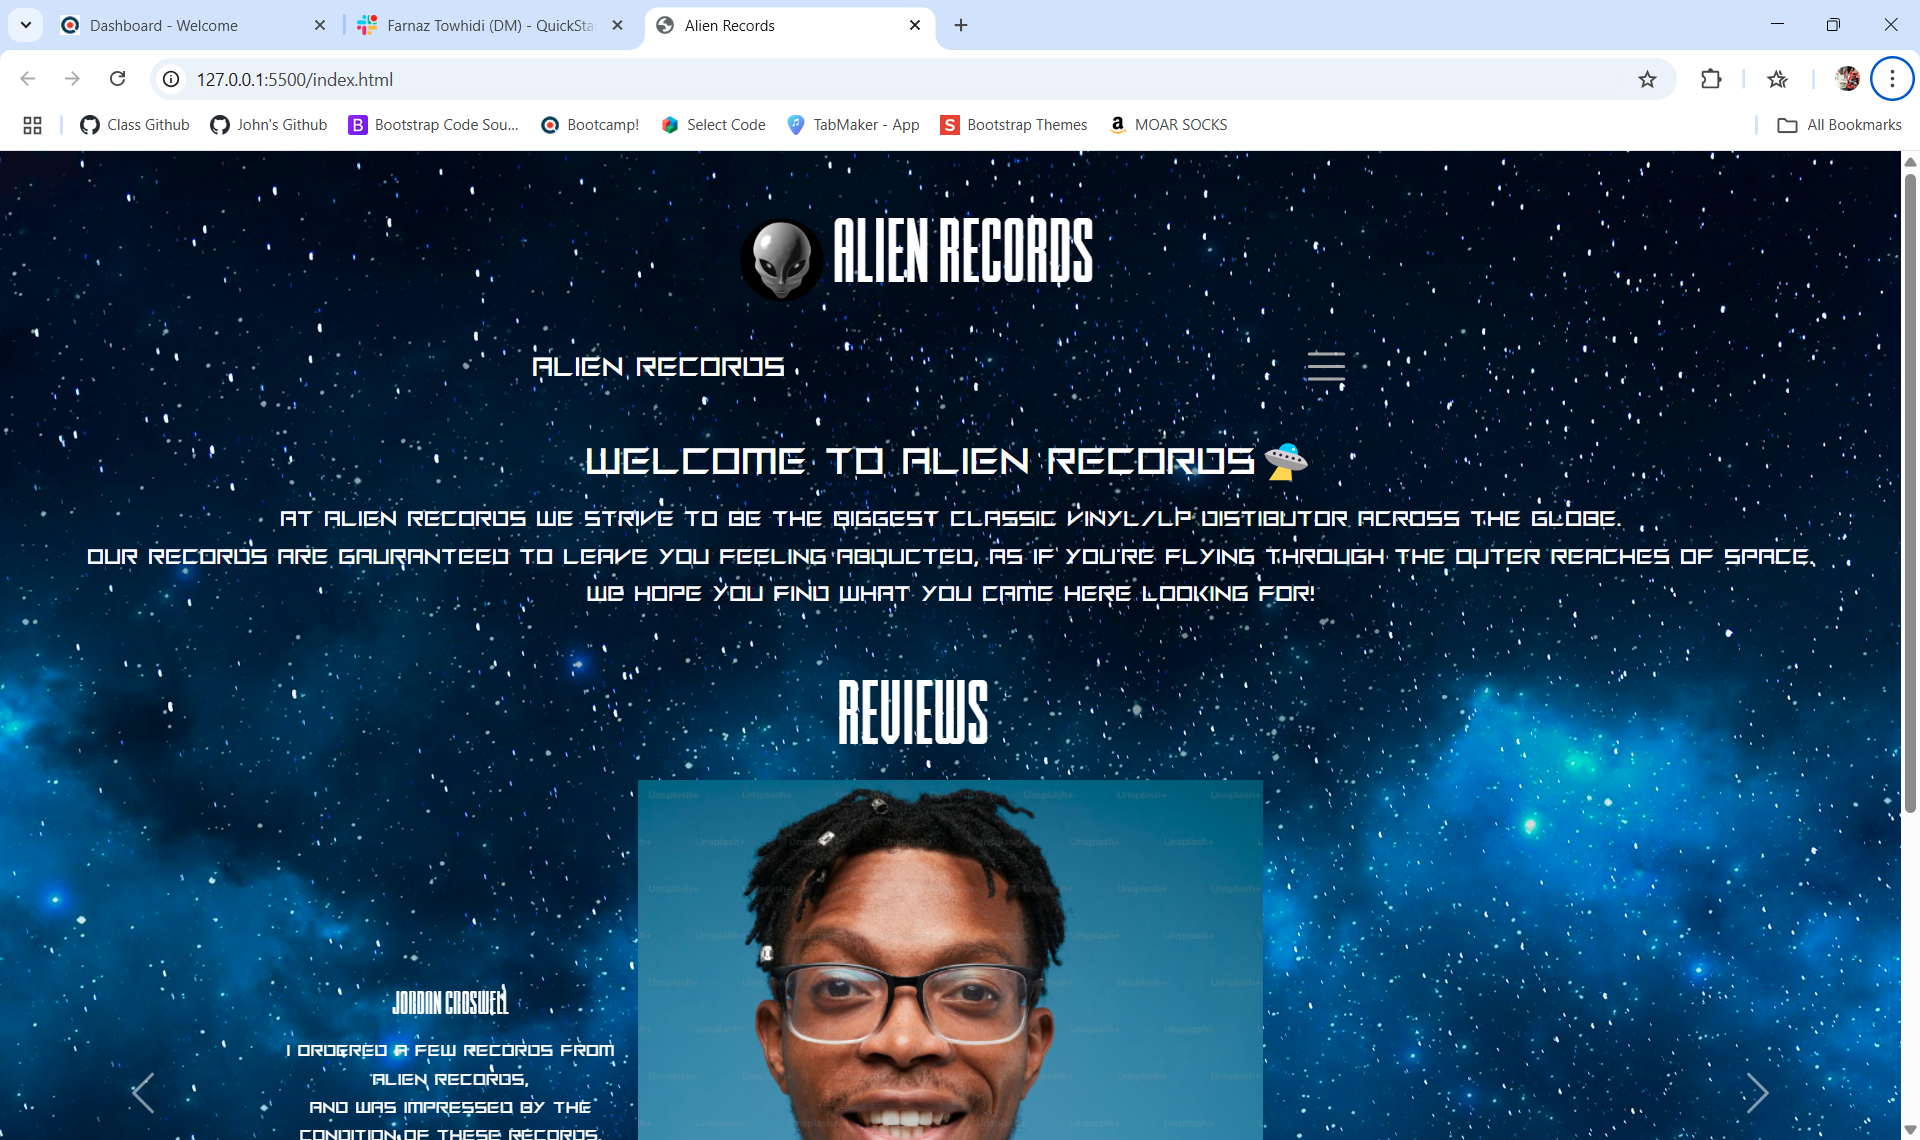 Dashboard - Welcome
Farnaz Towhidi (DM) - QuickSta
Alien Records
127.0.0.1:5500/index.html
Class Github
John's Github
Bootstrap Code Sou...
Bootcamp!
Select Code
TabMaker - App
Bootstrap Themes
MOAR SOCKS
All Bookmarks
ALIEN RECORDS
ALIEN RECORDS
WELCOME TO ALIEN RECORDS
AT ALIEN RECORDS WE STRIVE TO BE THE BIGGEST CLASSIC VINYL/LP DISTIBUTOR ACROSS THE GLOBE.
OUR RECORDS ARE GAURANTEED TO LEAVE YOU FEELING ABDUCTED, AS IF YOU'RE FLYING THROUGH THE OUTER REACHES OF SPACE.
WE HOPE YOU FIND WHAT YOU CAME HERE LOOKING FOR!
REVIEWS
JORDAN CROSWELL
I ORDERED A FEW RECORDS FROM
ALIEN RECORDS,
AND WAS IMPRESSED BY THE
CONDITION OF THESE RECORDS.